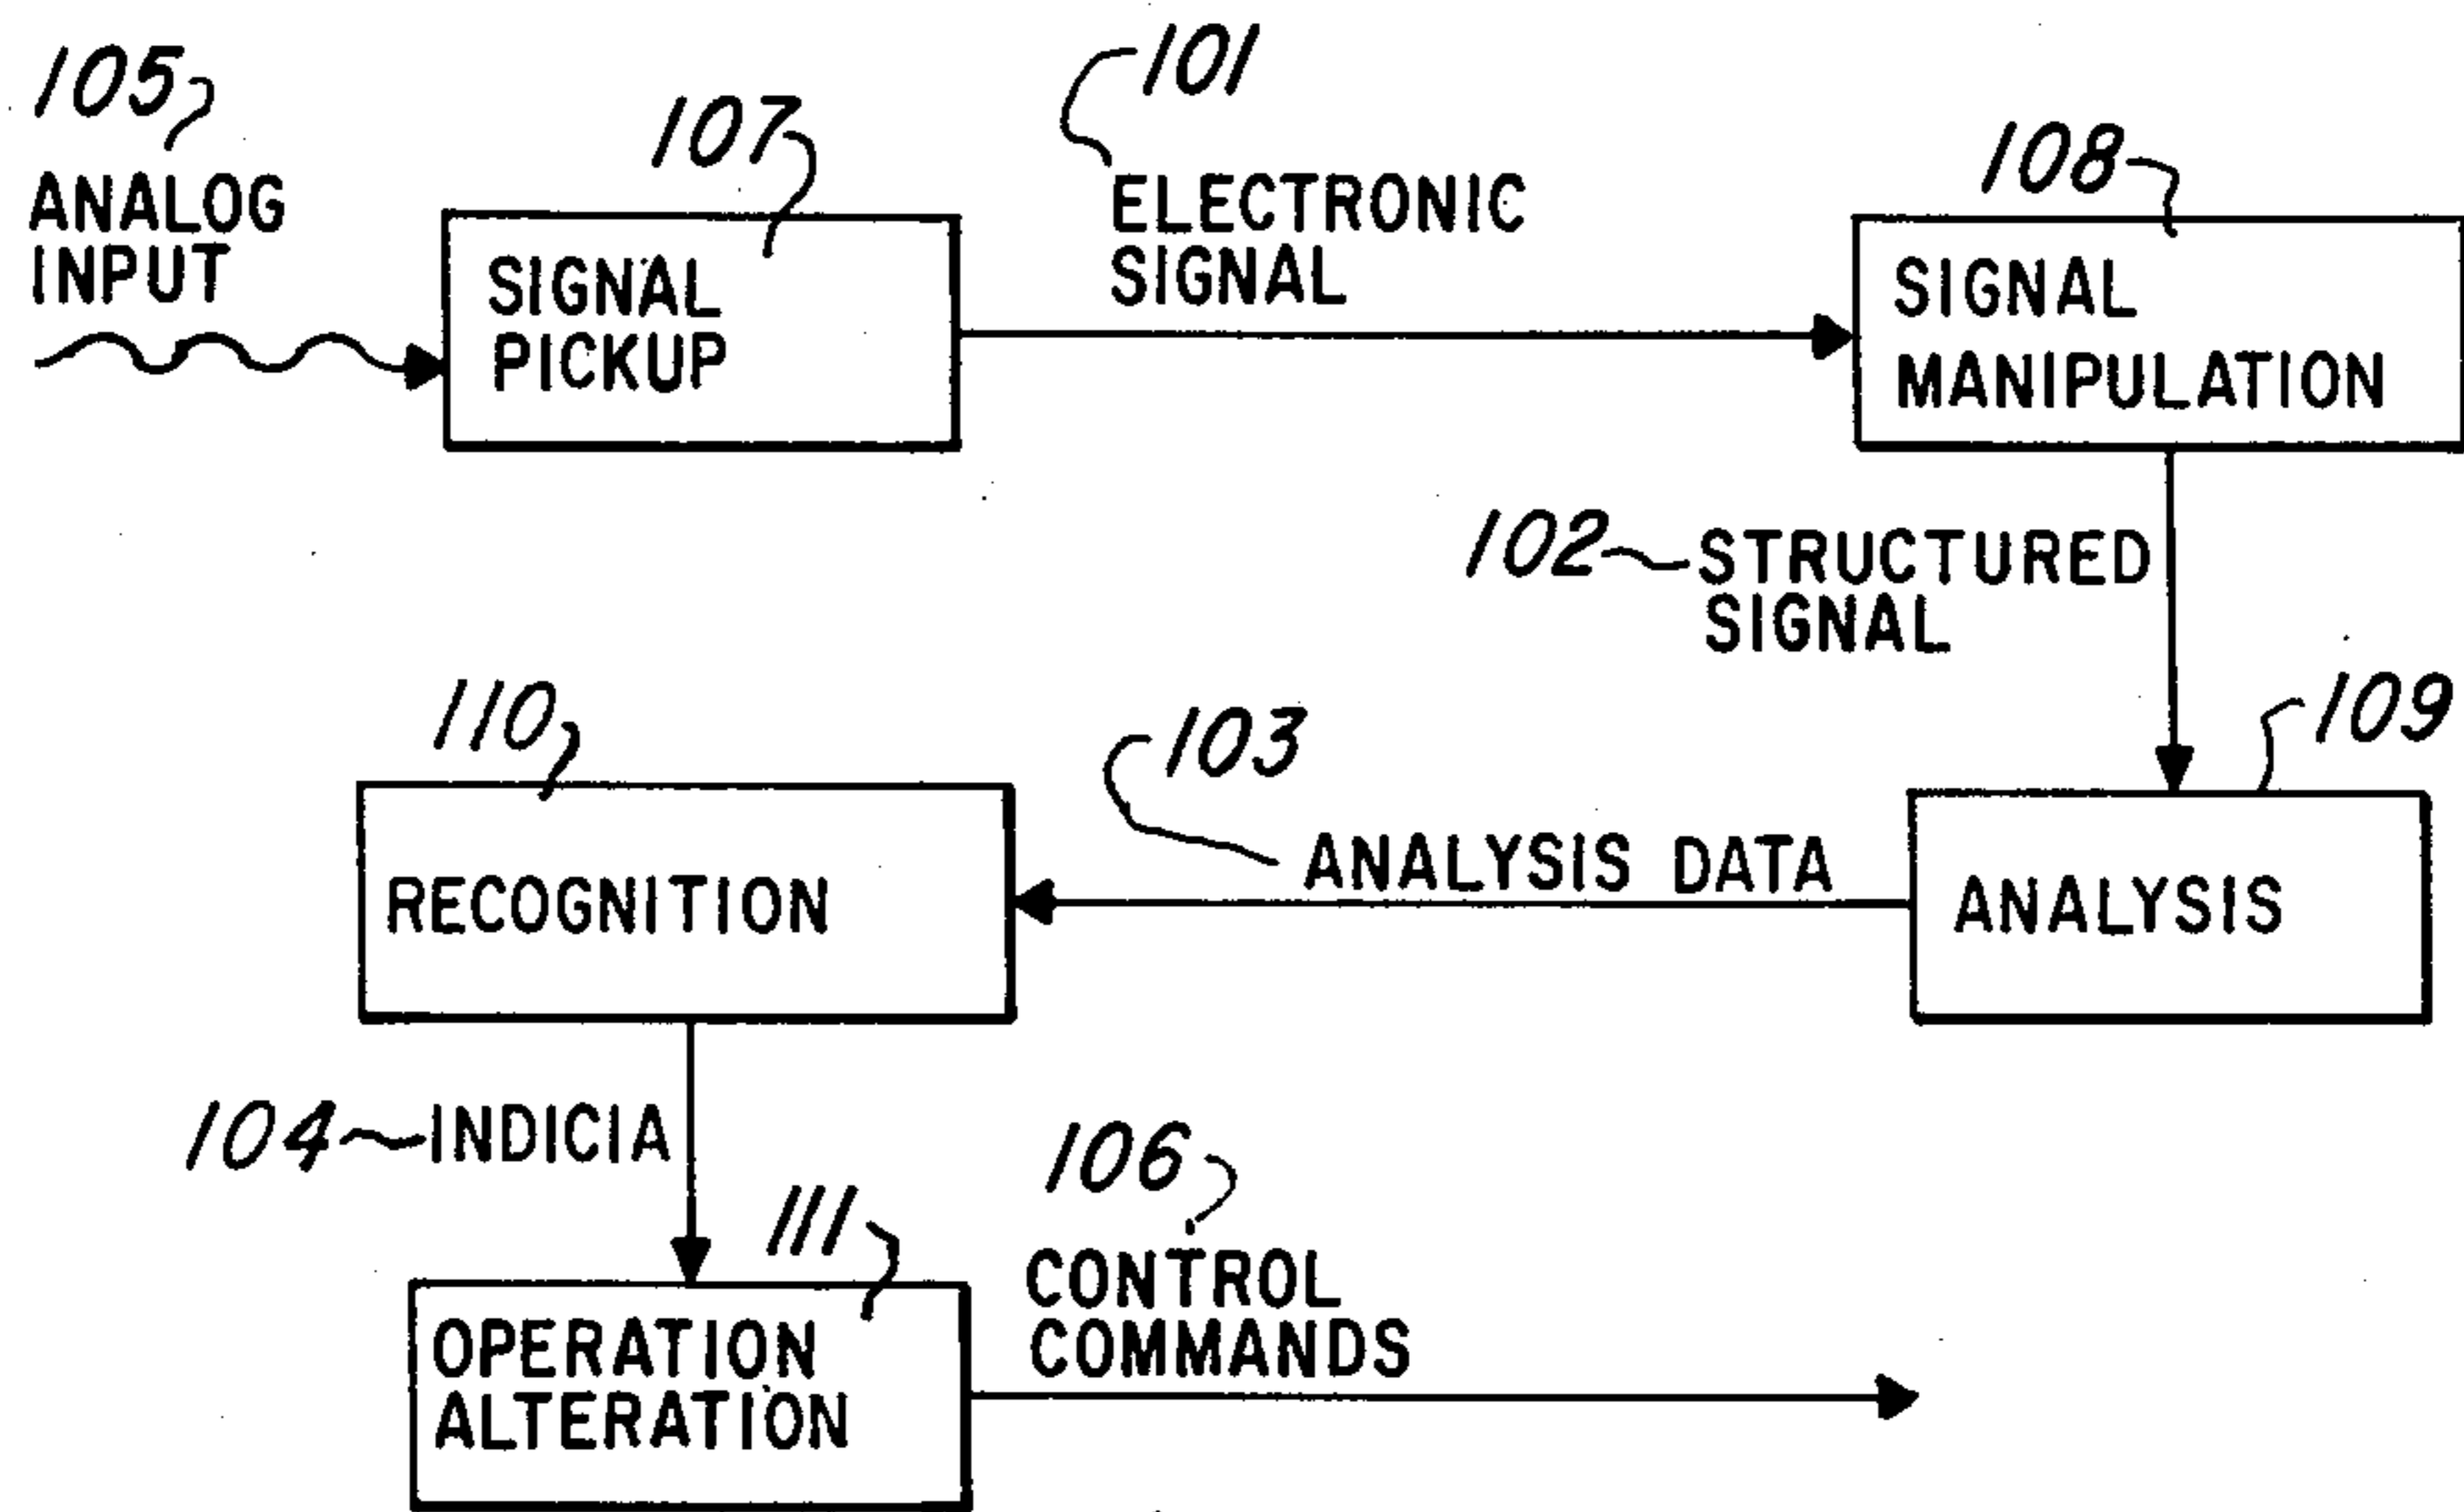 105
ANALOG
INPUT
107
SIGNAL
PICKUP
101
ELECTRONIC
SIGNAL
108
SIGNAL
MANIPULATION
102 STRUCTURED
SIGNAL
109
ANALYSIS
103
ANALYSIS DATA
110
RECOGNITION
104 INDICIA
111
OPERATION
ALTERATION
106
CONTROL
COMMANDS